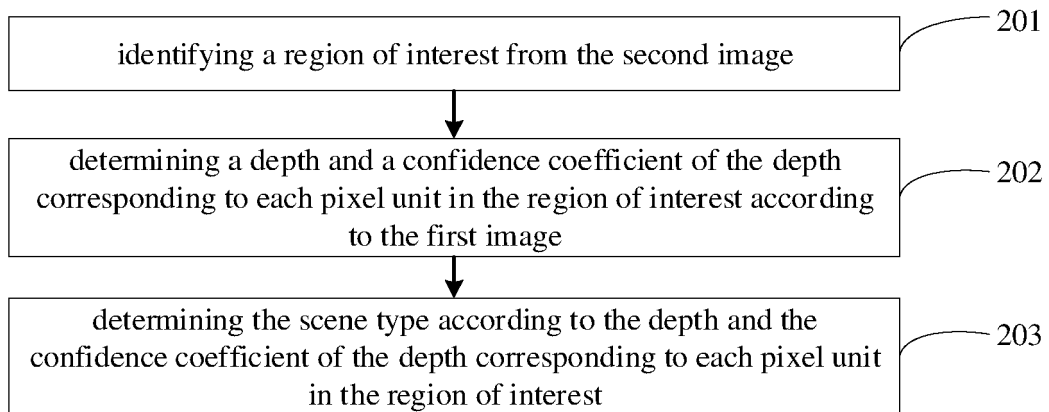 identifying a region of interest from the second image
201
determining a depth and a confidence coefficient of the depth
corresponding to each pixel unit in the region of interest according
to the first image
202
determining the scene type according to the depth and the
confidence coefficient of the depth corresponding to each pixel unit
in the region of interest
203